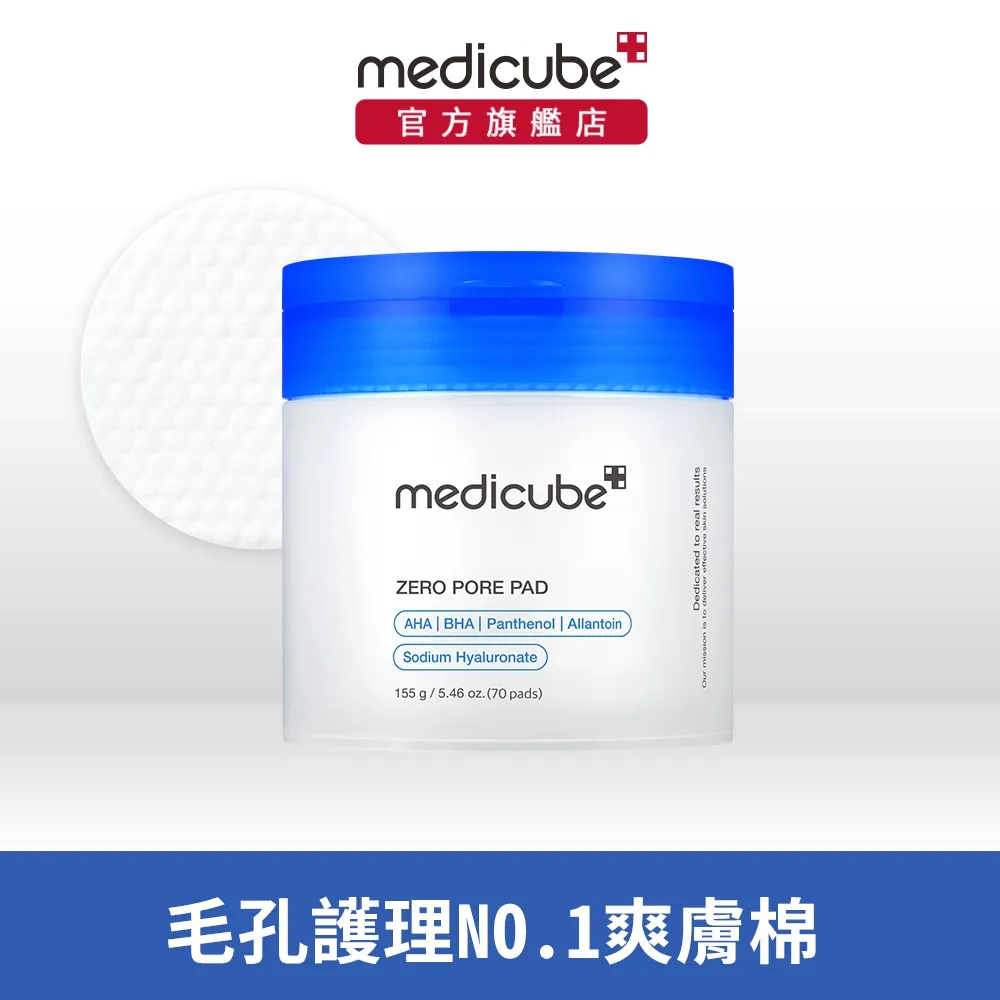 medicube
官方旗艦店
medicube
ZERO PORE PAD
AHA | BHA | Panthenol | Allantoin
Sodium Hyaluronate
155 g / 5.46 oz. (70 pads)
Dedicated to real results
Our mission is to deliver effective skin solutions
毛孔護理NO.1爽膚棉